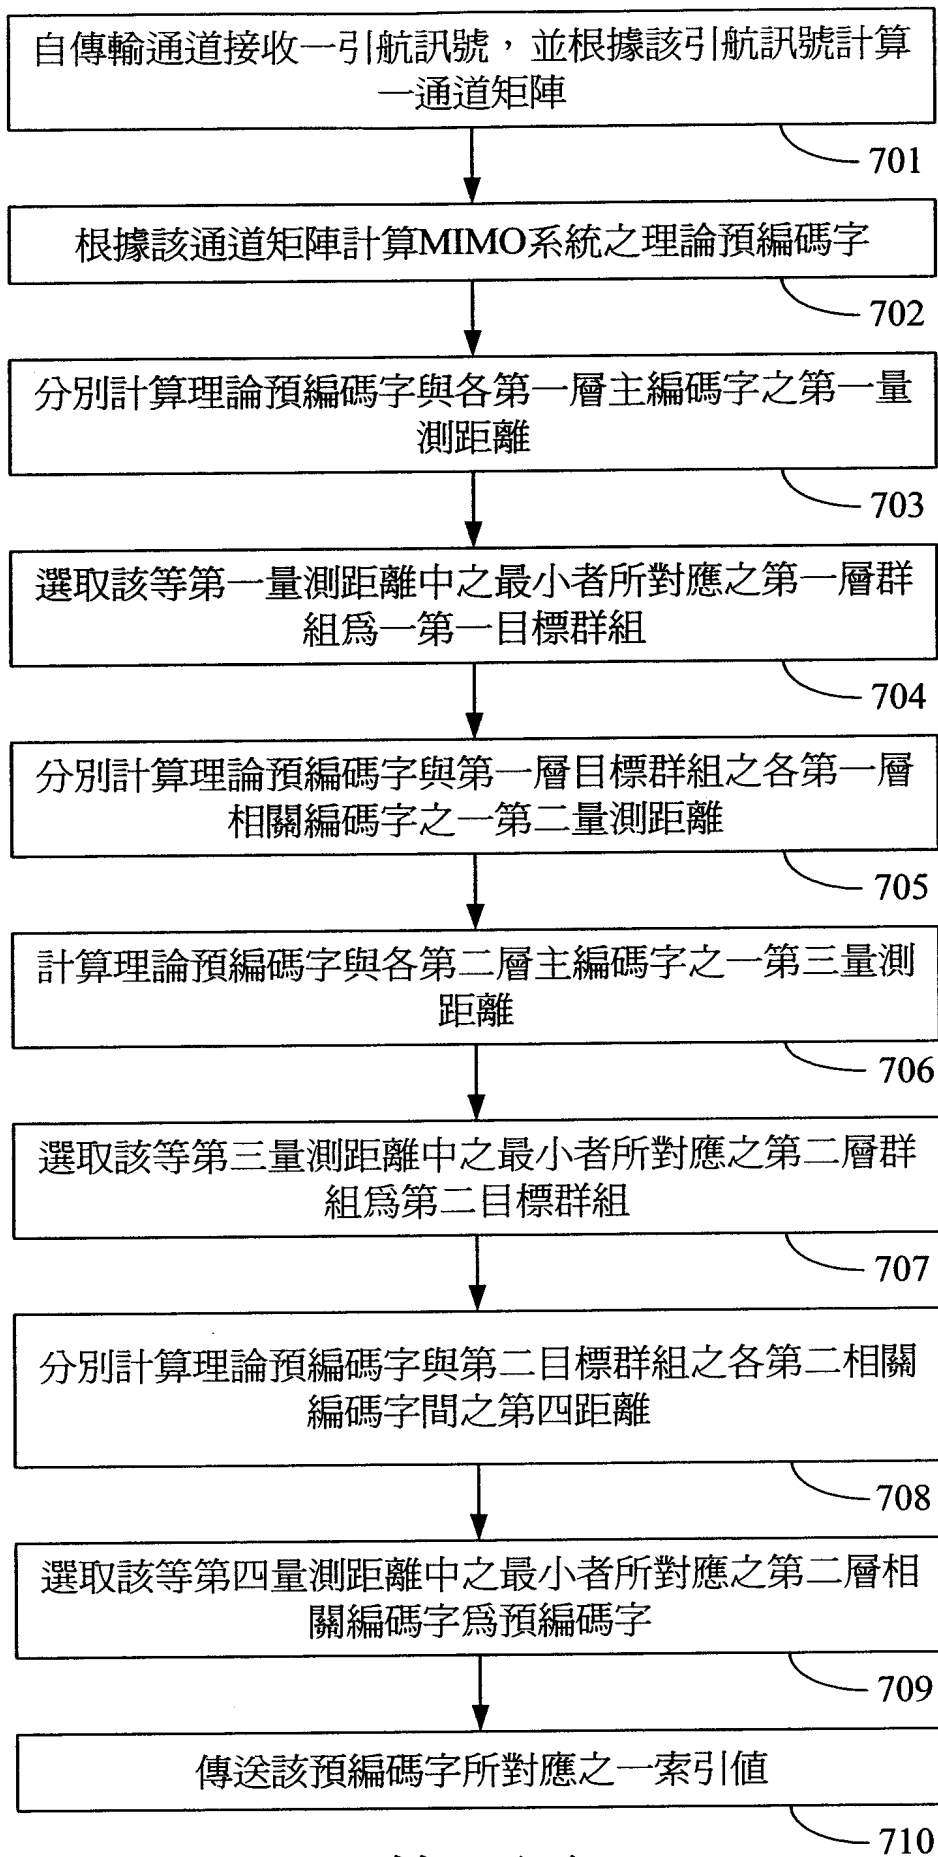 自傳輸通道接收一引航訊號，並根據該引航訊號計算
一通道矩陣
701
根據該通道矩陣計算MIMO系統之理論預編碼字
702
分別計算理論預編碼字與各第一層主編碼字之第一量
測距離
703
選取該等第一量測距離中之最小者所對應之第一層群
組為一第一目標群組
704
分別計算理論預編碼字與第一層目標群組之各第一層
相關編碼字之一第二量測距離
705
計算理論預編碼字與各第二層主編碼字之一第三量測
距離
706
選取該等第三量測距離中之最小者所對應之第二層群
組為第二目標群組
707
分別計算理論預編碼字與第二目標群組之各第二相關
編碼字間之第四距離
708
選取該等第四量測距離中之最小者所對應之第二層相
關編碼字為預編碼字
709
傳送該預編碼字所對應之一索引値
710